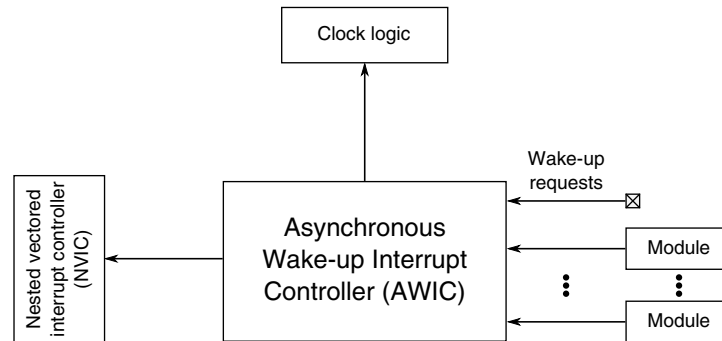 Clock logic
Wake-up
requests
Nested vectored
interrupt controller
(NVIC)
Asynchronous
Wake-up Interrupt
Controller (AWIC)
Module
Module